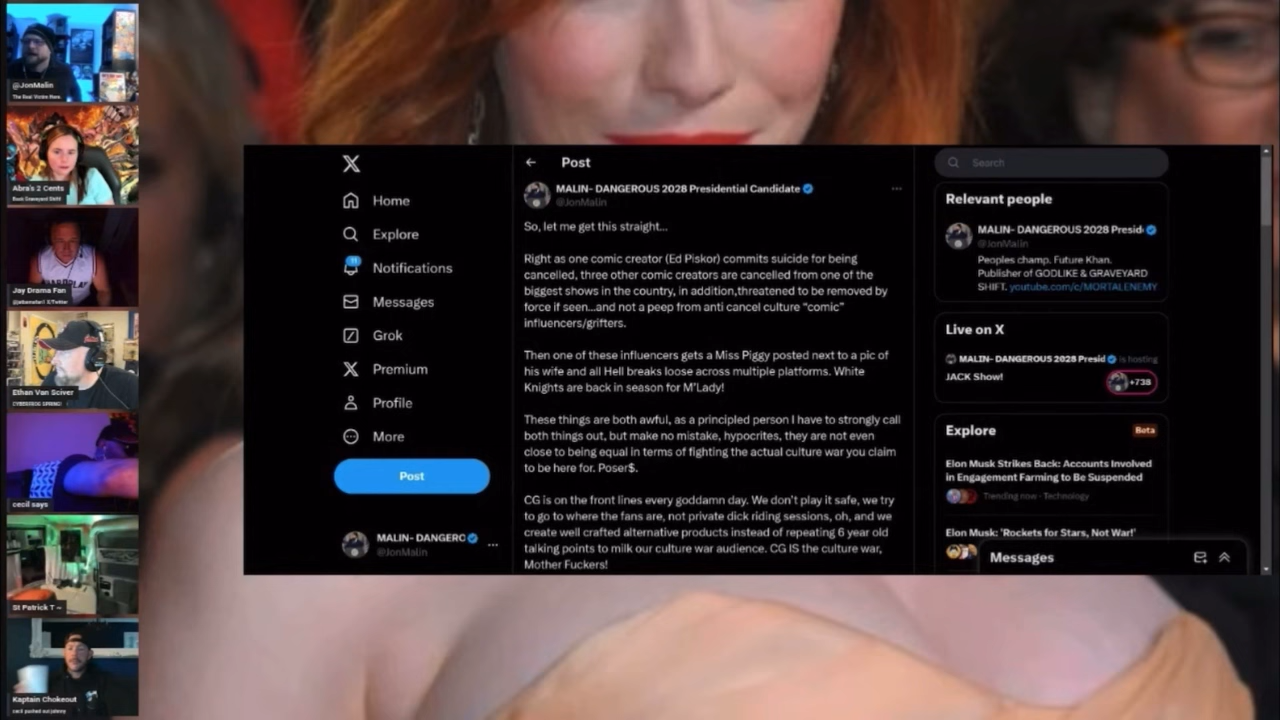 @JonMalin
The Real Victim Here
Abra's 2 Cents
Book Graveyard Shift!
Jay Drama Fan
Ethan Van Sciver
CYBERFROG SPRING!
cecil says
St Patrick T ~
Kaptain Chokeout
X
Home
Explore
11
Notifications
Messages
Grok
Premium
Profile
More
Post
MALIN- DANGERC
@JonMalin
Post
MALIN- DANGEROUS 2028 Presidential Candidate
@JonMalin
So, let me get this straight...
Right as one comic creator (Ed Piskor) commits suicide for being
cancelled, three other comic creators are cancelled from one of the
biggest shows in the country, in addition,threatened to be removed by
force if seen...and not a peep from anti cancel culture “comic”
influencers/grifters.
Then one of these influencers gets a Miss Piggy posted next to a pic of
his wife and all Hell breaks loose across multiple platforms. White
Knights are back in season for M’Lady!
These things are both awful, as a principled person I have to strongly call
both things out, but make no mistake, hypocrites, they are not even
close to being equal in terms of fighting the actual culture war you claim
to be here for. Poser$.
CG is on the front lines every goddamn day. We don’t play it safe, we try
to go to where the fans are, not private dick riding sessions, oh, and we
create well crafted alternative products instead of repeating 6 year old
talking points to milk our culture war audience. CG IS the culture war,
Mother Fuckers!
Search
Relevant people
MALIN- DANGEROUS 2028 Presid
@JonMalin
Peoples champ. Future Khan.
Publisher of GODLIKE & GRAVEYARD
SHIFT. youtube.com/c/MORTALENEMY
Live on X
MALIN- DANGEROUS 2028 Presid is hosting
JACK Show!
+738
Explore
Beta
Elon Musk Strikes Back: Accounts Involved
in Engagement Farming to Be Suspended
Trending now · Technology
Elon Musk: 'Rockets for Stars, Not War!'
Messages